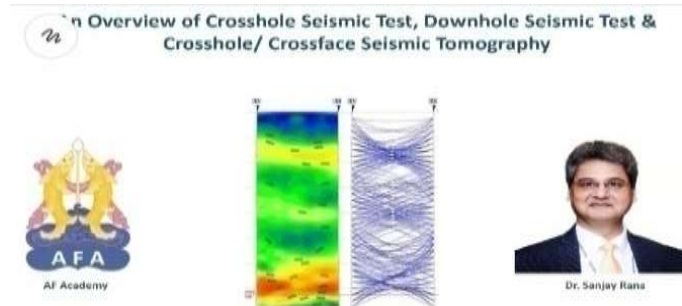 n Overview of Crosshole Seismic Test, Downhole Seismic Test &
Crosshole/ Crossface Seismic Tomography
AFA
AF Academy
Dr. Sanjay Rana